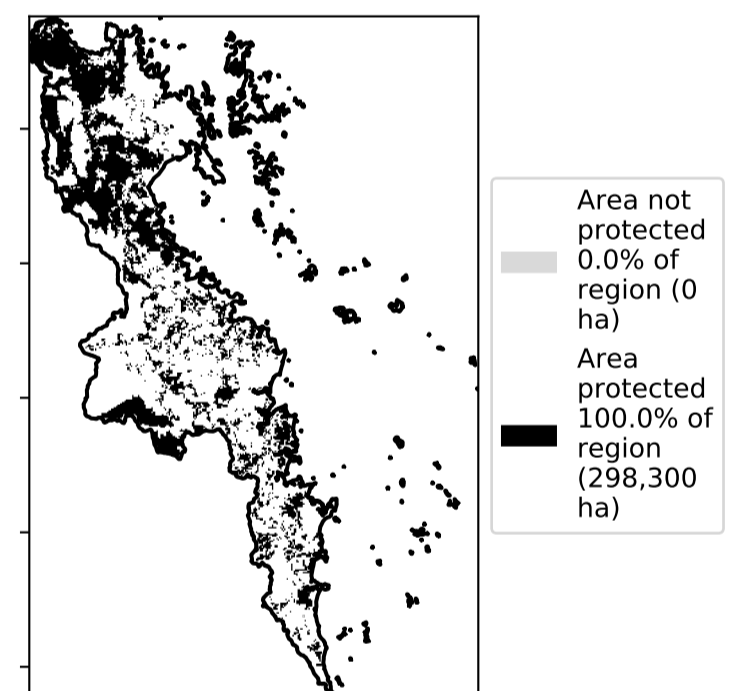 Area not
protected
0.0% of
region (0
ha)
Area
protected
100.0% of
region
(298,300
ha)